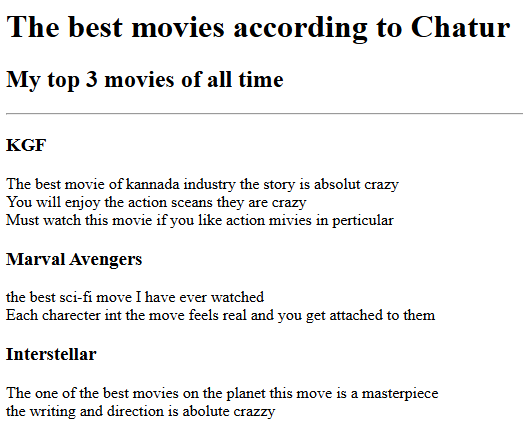 The best movies according to Chatur
My top 3 movies of all time
KGF
The best movie of kannada industry the story is absolut crazy
You will enjoy the action sceans they are crazy
Must watch this movie if you like action mivies in perticular
Marval Avengers
the best sci-fi move I have ever watched
Each charecter int the move feels real and you get attached to them
Interstellar
The one of the best movies on the planet this move is a masterpiece
the writing and direction is abolute crazzy